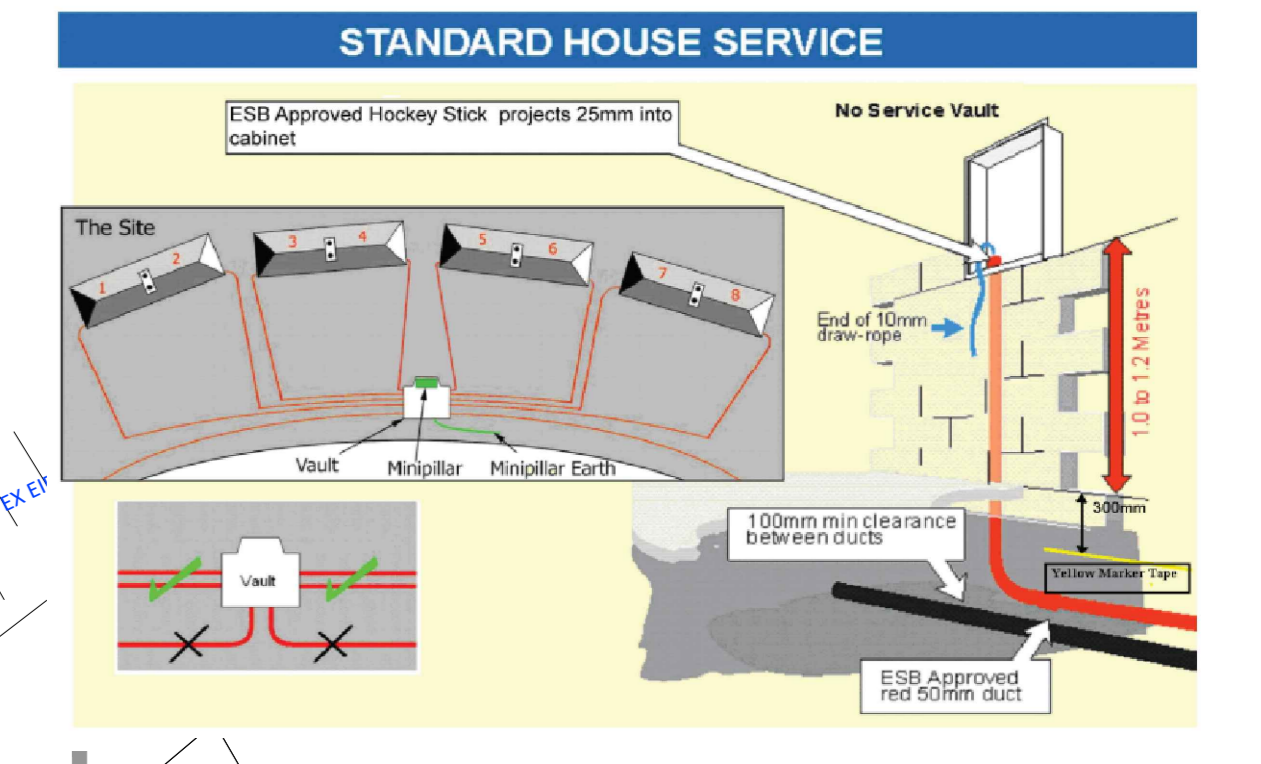 STANDARD HOUSE SERVICE
ESB Approved Hockey Stick projects 25mm into
cabinet
No Service Vault
The Site
1
2
3
4
5
6
7
8
Vault
Minipillar
Minipillar Earth
End of 10mm
draw-rope
1.0 to 1.2 Metres
300mm
100mm min clearance
between ducts
Yellow Marker Tape
ESB Approved
red 50mm duct
Vault